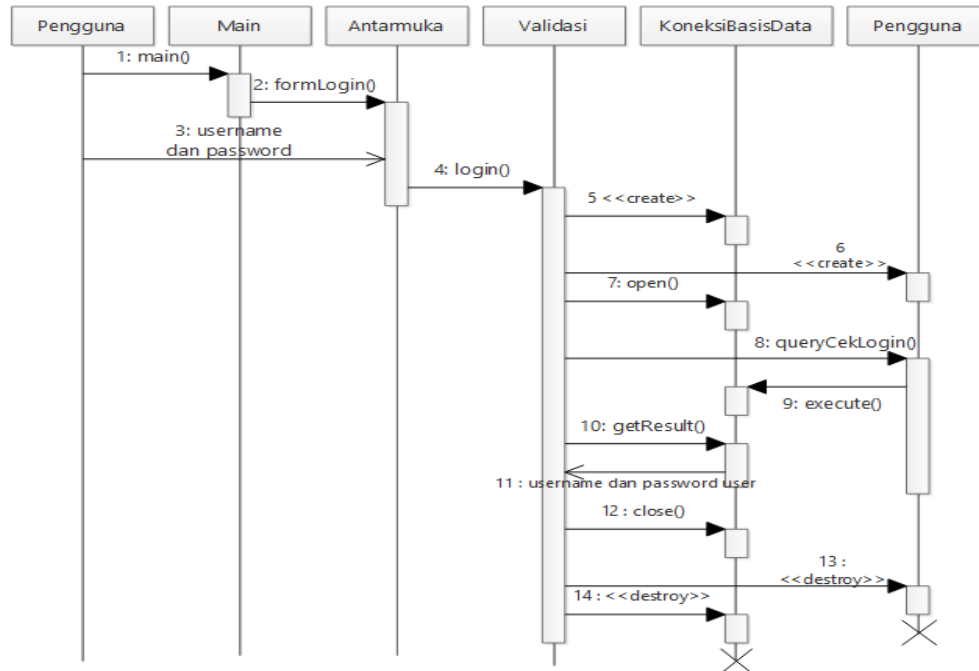 Pengguna
Main
Antarmuka
Validasi
KoneksiBasisData
Pengguna
1: main()
2: formLogin()
3: username
dan password
4: login()
5 <<create>>
6
<<create>>
7: open()
8: queryCekLogin()
9: execute()
10: getResult()
11 : username dan password user
12 : close()
13 :
<<destroy>>
14 : <<destroy>>